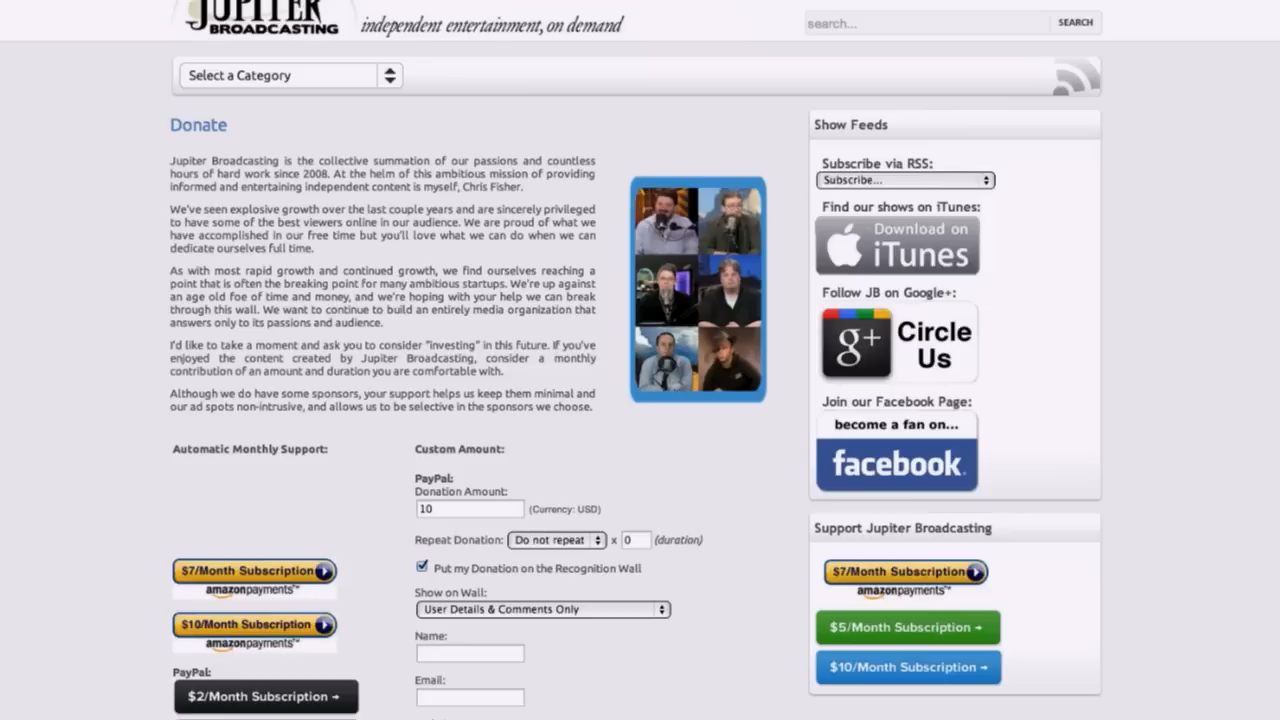 JUPITER
BROADCASTING
independent entertainment, on demand
search...
SEARCH
Select a Category
Donate
Jupiter Broadcasting is the collective summation of our passions and countless
hours of hard work since 2008. At the helm of this ambitious mission of providing
informed and entertaining independent content is myself, Chris Fisher.
We've seen explosive growth over the last couple years and are sincerely privileged
to have some of the best viewers online in our audience. We are proud of what we
have accomplished in our free time but you'll love what we can do when we can
dedicate ourselves full time.
As with most rapid growth and continued growth, we find ourselves reaching a
point that is often the breaking point for many ambitious startups. We're up against
an age old foe of time and money, and we're hoping with your help we can break
through this wall. We want to continue to build an entirely media organization that
answers only to its passions and audience.
I'd like to take a moment and ask you to consider "investing" in this future. If you've
enjoyed the content created by Jupiter Broadcasting, consider a monthly
contribution of an amount and duration you are comfortable with.
Although we do have some sponsors, your support helps us keep them minimal and
our ad spots non-intrusive, and allows us to be selective in the sponsors we choose.
Automatic Monthly Support:
$7/Month Subscription
amazonpayments™
$10/Month Subscription
amazonpayments™
PayPal:
$2/Month Subscription →
Custom Amount:
PayPal:
Donation Amount:
10 (Currency: USD)
Repeat Donation: Do not repeat x 0 (duration)
Put my Donation on the Recognition Wall
Show on Wall:
User Details & Comments Only
Name:
Email:
Show Feeds
Subscribe via RSS:
Subscribe...
Find our shows on iTunes:
Download on
iTunes
Follow JB on Google+:
g+ Circle
Us
Join our Facebook Page:
become a fan on...
facebook.
Support Jupiter Broadcasting
$7/Month Subscription
amazonpayments™
$5/Month Subscription →
$10/Month Subscription →